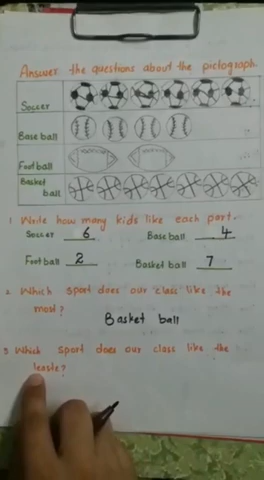 Answer the questions about the pictograph.
Soccer
Base ball
Foot ball
Basket
ball
1. Write how many kids like each part.
Soccer 6 Base ball 4
Foot ball 2 Basket ball 7
2. Which sport does our class like the
most?
Basket ball
3. Which sport does our class like the
leaste?